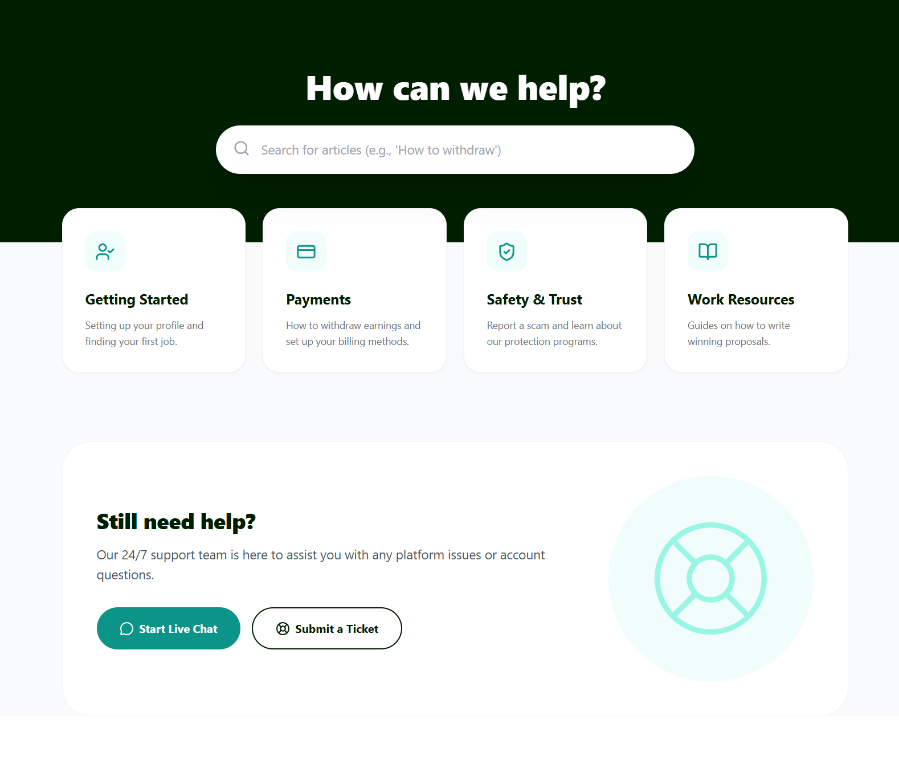 How can we help?
Search for articles (e.g., 'How to withdraw')
Getting Started
Setting up your profile and
finding your first job.
Payments
How to withdraw earnings and
set up your billing methods.
Safety & Trust
Report a scam and learn about
our protection programs.
Work Resources
Guides on how to write
winning proposals.
Still need help?
Our 24/7 support team is here to assist you with any platform issues or account
questions.
Start Live Chat
Submit a Ticket